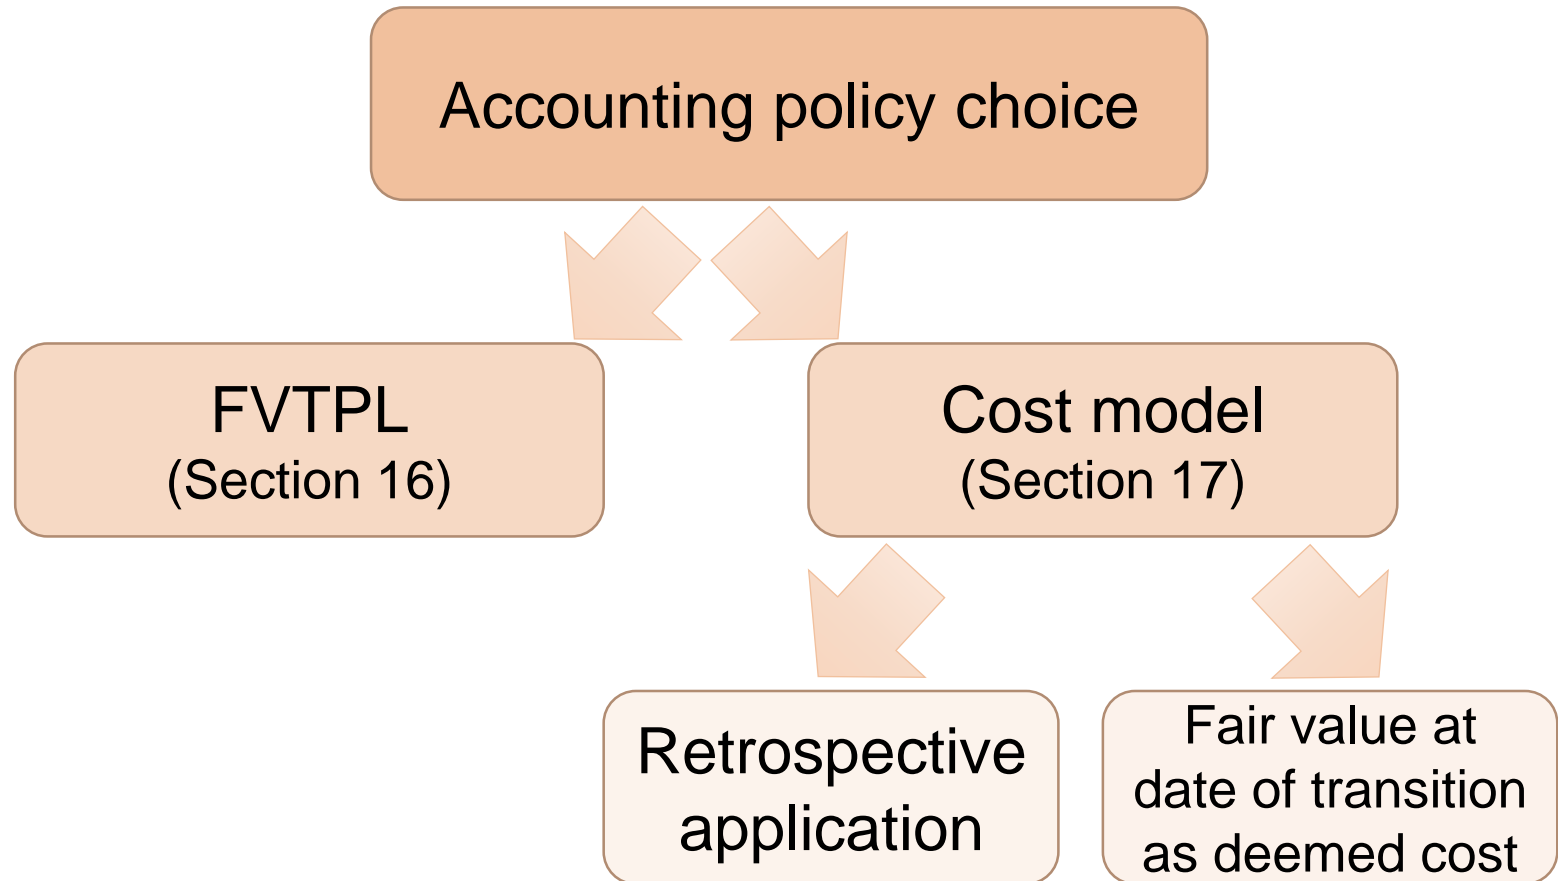 Accounting policy choice
FVTPL
(Section 16)
Cost model
(Section 17)
Retrospective
application
Fair value at
date of transition
as deemed cost